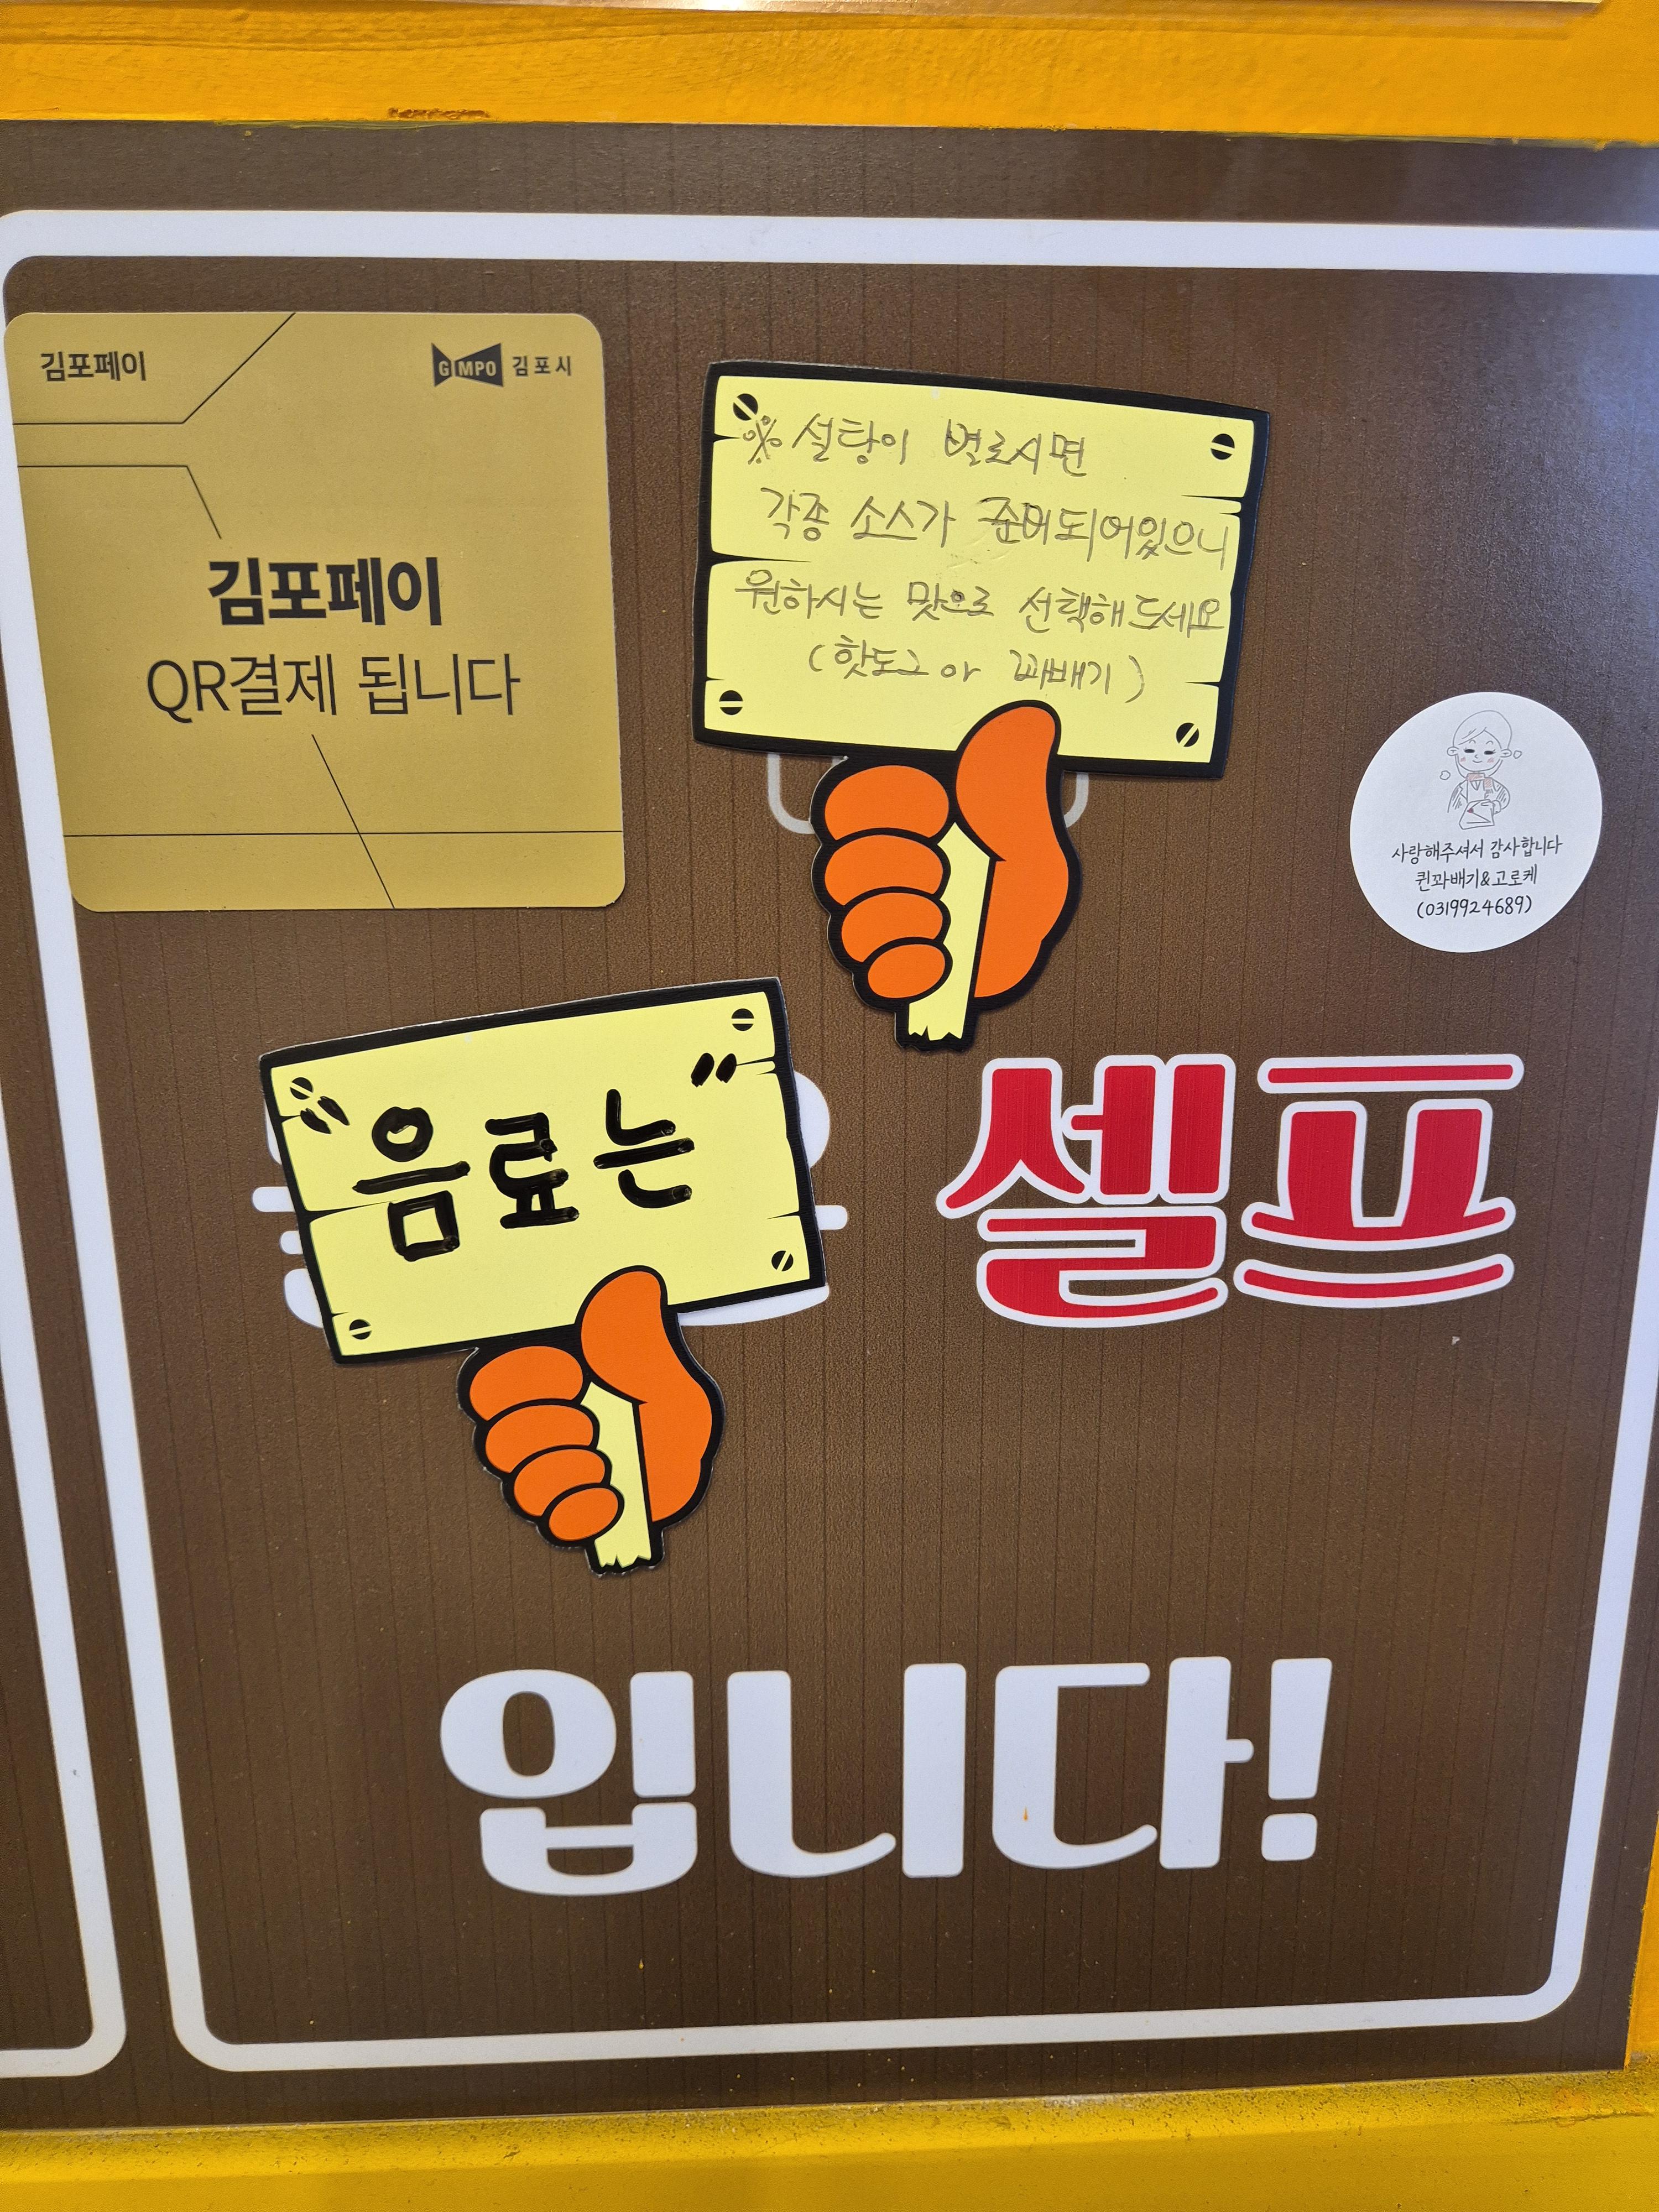 김포페이
GIMPO 김포시
김포페이
QR결제 됩니다
※ 설탕이 별로시면
각종 소스가 준비되어있으니
원하시는 맛으로 선택해드세요
(핫도그 or 꽈배기)
사랑해주셔서 감사합니다
퀸꽈배기&고로케
(0319924689)
"음료는"
셀프
입니다!